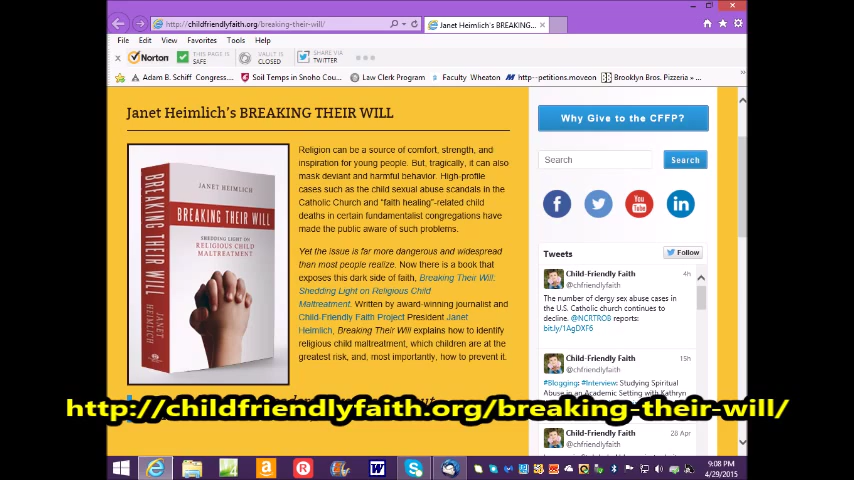 http://childfriendlyfaith.org/breaking-their-will/
Janet Heimlich's BREAKING...
File Edit View Favorites Tools Help
x Norton THIS PAGE IS SAFE VAULT IS CLOSED SHARE VIA TWITTER
Adam B. Schiff Congress... Soil Temps in Snoho Cou... Law Clerk Program Faculty Wheaton http--petitions.moveon Brooklyn Bros. Pizzeria »
Janet Heimlich's BREAKING THEIR WILL
JANET HEIMLICH
BREAKING THEIR WILL
SHEDDING LIGHT ON
RELIGIOUS CHILD
MALTREATMENT
BREAKING THEIR WILL
JANET HEIMLICH
Religion can be a source of comfort, strength, and
inspiration for young people. But, tragically, it can also
mask deviant and harmful behavior. High-profile
cases such as the child sexual abuse scandals in the
Catholic Church and "faith healing"-related child
deaths in certain fundamentalist congregations have
made the public aware of such problems.
Yet the issue is far more dangerous and widespread
than most people realize. Now there is a book that
exposes this dark side of faith, Breaking Their Will:
Shedding Light on Religious Child
Maltreatment. Written by award-winning journalist and
Child-Friendly Faith Project President Janet
Heimlich, Breaking Their Will explains how to identify
religious child maltreatment, which children are at the
greatest risk, and, most importantly, how to prevent it.
Why Give to the CFFP?
Search Search
f You Tube in
Tweets Follow
Child-Friendly Faith 4h
@chfriendlyfaith
The number of clergy sex abuse cases in
the U.S. Catholic church continues to
decline. @NCRTROB reports:
bit.ly/1AgDXF6
Child-Friendly Faith 15h
@chfriendlyfaith
#Blogging: #Interview: Studying Spiritual
Abuse in an Academic Setting with Kathryn
Child-Friendly Faith 28 Apr
@chfriendlyfaith
http://childfriendlyfaith.org/breaking-their-will/
9:08 PM
4/29/2015